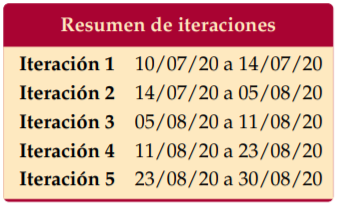 Resumen de iteraciones
Iteración 1 10/07/20 a 14/07/20
Iteración 2 14/07/20 a 05/08/20
Iteración 3 05/08/20 a 11/08/20
Iteración 4 11/08/20 a 23/08/20
Iteración 5 23/08/20 a 30/08/20